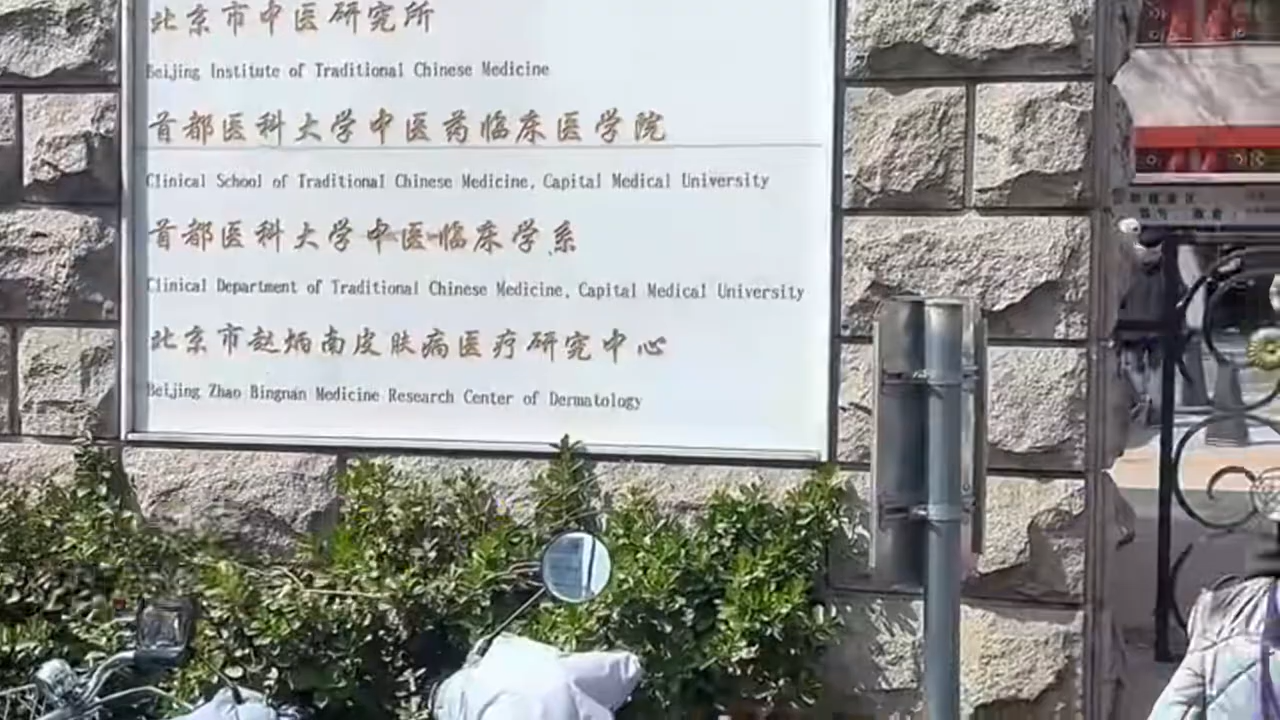 北京市中医研究所
Beijing Institute of Traditional Chinese Medicine
首都医科大学中医药临床医学院
Clinical School of Traditional Chinese Medicine, Capital Medical University
首都医科大学中医临床学系
Clinical Department of Traditional Chinese Medicine, Capital Medical University
北京市赵炳南皮肤病医疗研究中心
Beijing Zhao Bingnan Medicine Research Center of Dermatology